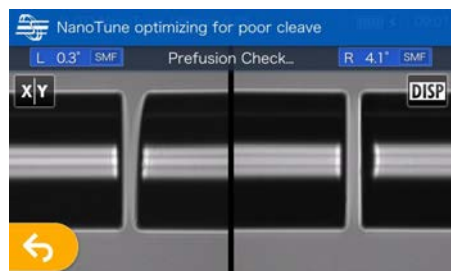 NanoTune optimizing for poor cleave
L 0.3° SMF Prefusion Check... R 4.1° SMF
X|Y DISP